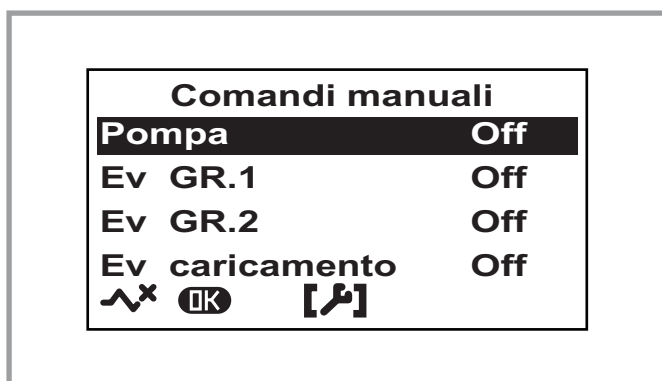 Comandi manuali
Pompa Off
Ev GR.1 Off
Ev GR.2 Off
Ev caricamento Off
OK